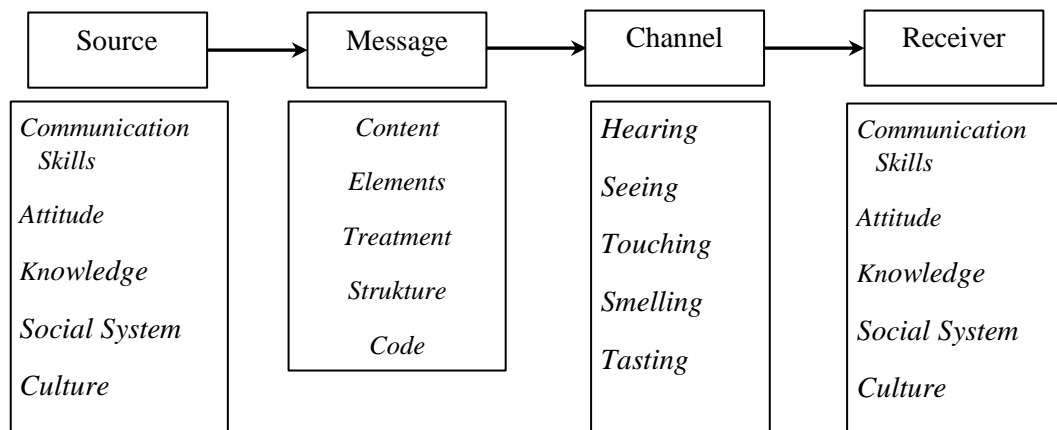 Source
Message
Channel
Receiver
Communication
Skills
Attitude
Knowledge
Social System
Culture
Content
Elements
Treatment
Strukture
Code
Hearing
Seeing
Touching
Smelling
Tasting
Communication
Skills
Attitude
Knowledge
Social System
Culture